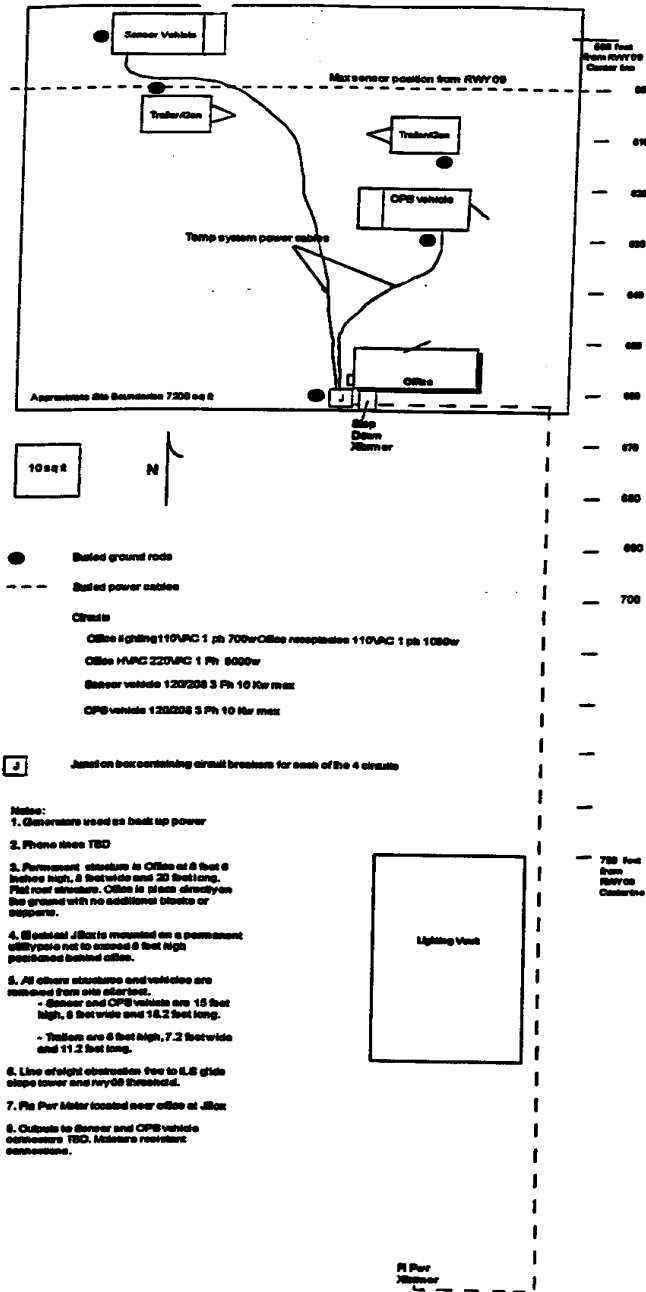 Sensor Vehicle
feet
from RWY09
Center line
Max sensor position from RWY 09
Trailer/Gen
Trailer/Gen
610
620
OPS vehicle
630
Temp system power cables
640
Office
Approximate Site Boundaries 7200 sq ft
J
660
Step
Down
Xformer
670
10 sq ft
N
680
690
Buried ground rods
700
Buried power cables
Circuits
Office lighting 110VAC 1 ph 700w Office receptacles 110VAC 1 ph
Office HVAC 220VAC 1 Ph
Sensor vehicle 120/208 3 Ph 10 Kw max
OPS vehicle 120/208 3 Ph 10 Kw max
J
Junction box containing circuit breakers for each of the 4 circuits
Notes:
1. Generators used as back up power
2. Phone lines TBD
3. Permanent structure is Office at 8 feet 6
inches high, 8 feet wide and 20 feet long.
Flat roof structure. Office is place directly on
the ground with no additional blocks or
supports.
4. Electrical J Box is mounted on a permanent
utility pole not to exceed 8 feet high
positioned behind office.
5. All others structures and vehicles are
removed from site after test.
- Sensor and OPS vehicle are 15 feet
high, 8 feet wide and 18.2 feet long.
- Trailers are 6 feet high, 7.2 feet wide
and 11.2 feet long.
6. Line of sight obstruction free to ILS glide
slope tower and rwy09 threshold.
7. Pwr Meter located near office at JBox
8. Outputs to Sensor and OPS vehicle
connectors TBD. Moisture resistant
connections.
feet
from
RWY09
Centerline
Lighting Vault
Pwr
Xformer